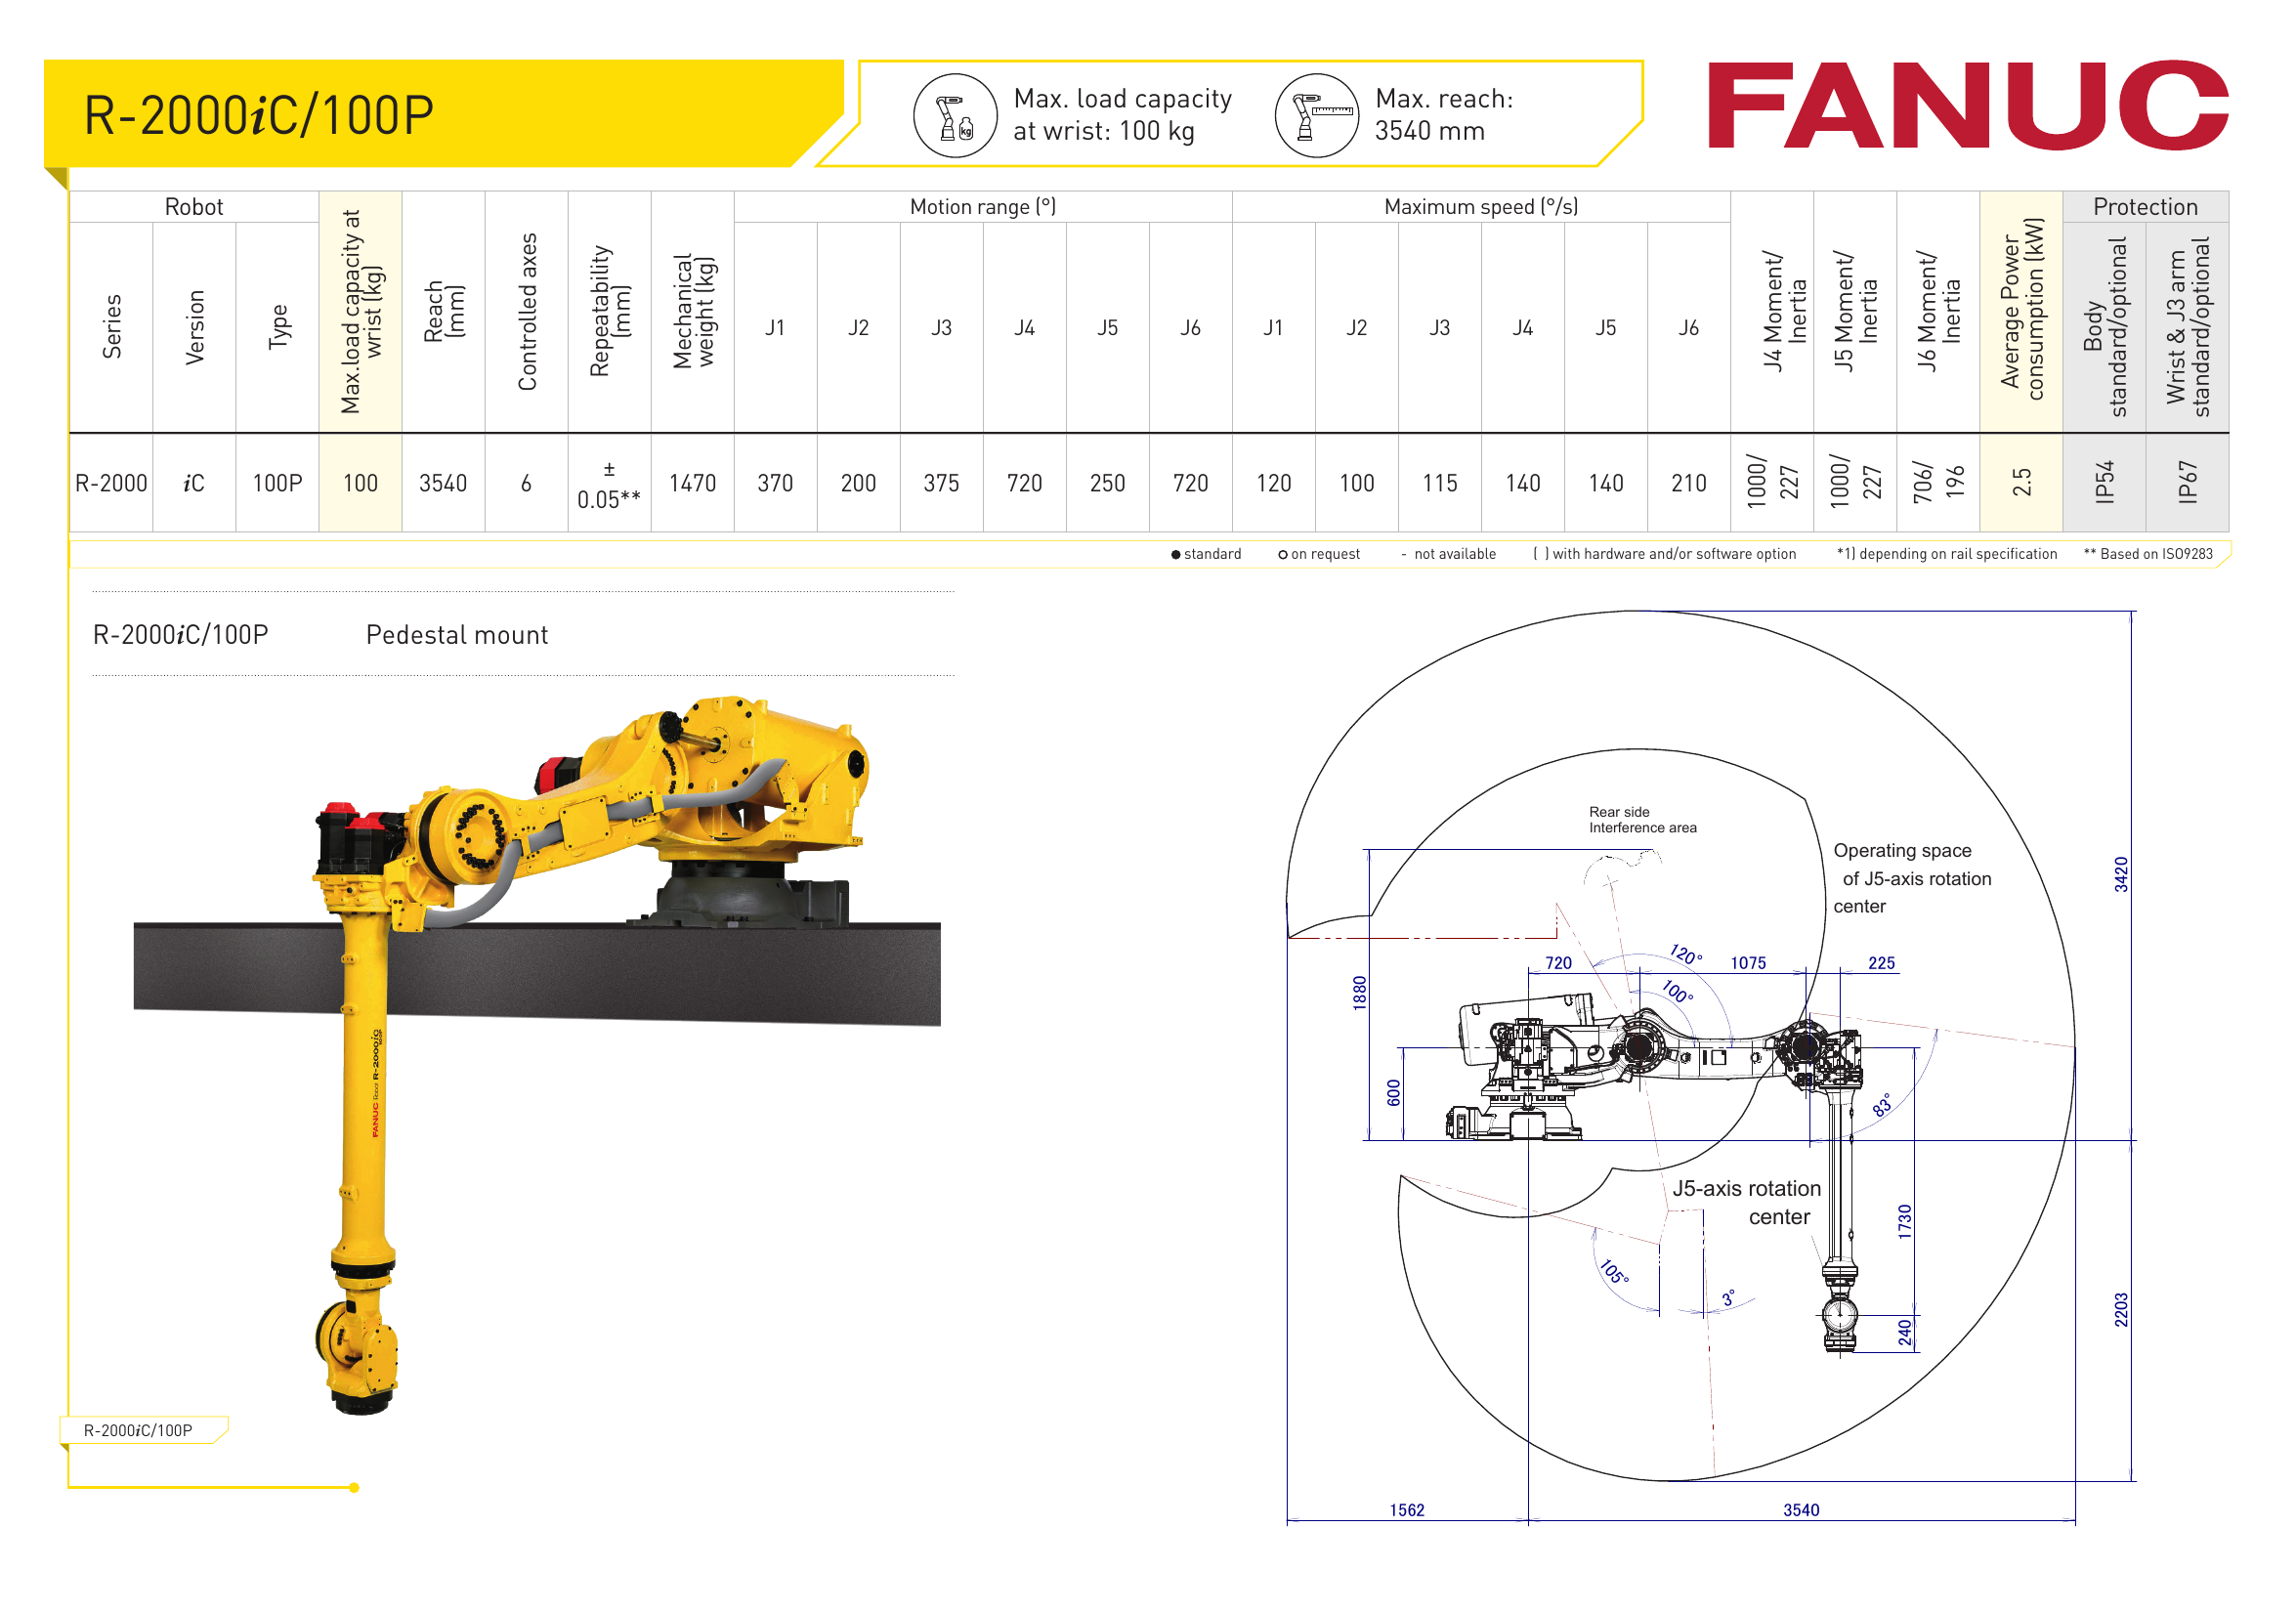 R-2000iC/100P
Max. load capacity
at wrist: 100 kg
kg
Max. reach:
3540 mm
FANUC
Robot
Series
Version
Type
Max.load capacity at
wrist (kg)
Reach
(mm)
Controlled axes
Repeatability
(mm)
Mechanical
weight (kg)
Motion range (°)
J1 J2 J3 J4 J5 J6
Maximum speed (°/s)
J1 J2 J3 J4 J5 J6
J4 Moment/
Inertia
J5 Moment/
Inertia
J6 Moment/
Inertia
Average Power
consumption (kW)
Protection
Body
standard/optional
Wrist & J3 arm
standard/optional
R-2000 iC 100P 100 3540 6 ± 0.05** 1470 370 200 375 720 250 720 120 100 115 140 140 210 1000/227 1000/227 706/196 2.5 IP54 IP67
● standard ○ on request - not available ( ) with hardware and/or software option *1) depending on rail specification ** Based on ISO9283
R-2000iC/100P Pedestal mount
FANUC Robot R-2000iC
100P
Rear side
Interference area
Operating space
of J5-axis rotation
center
3420
1880
120°
720
1075
225
100°
600
83°
J5-axis rotation
center
1730
105°
3°
240
2203
1562
3540
R-2000iC/100P